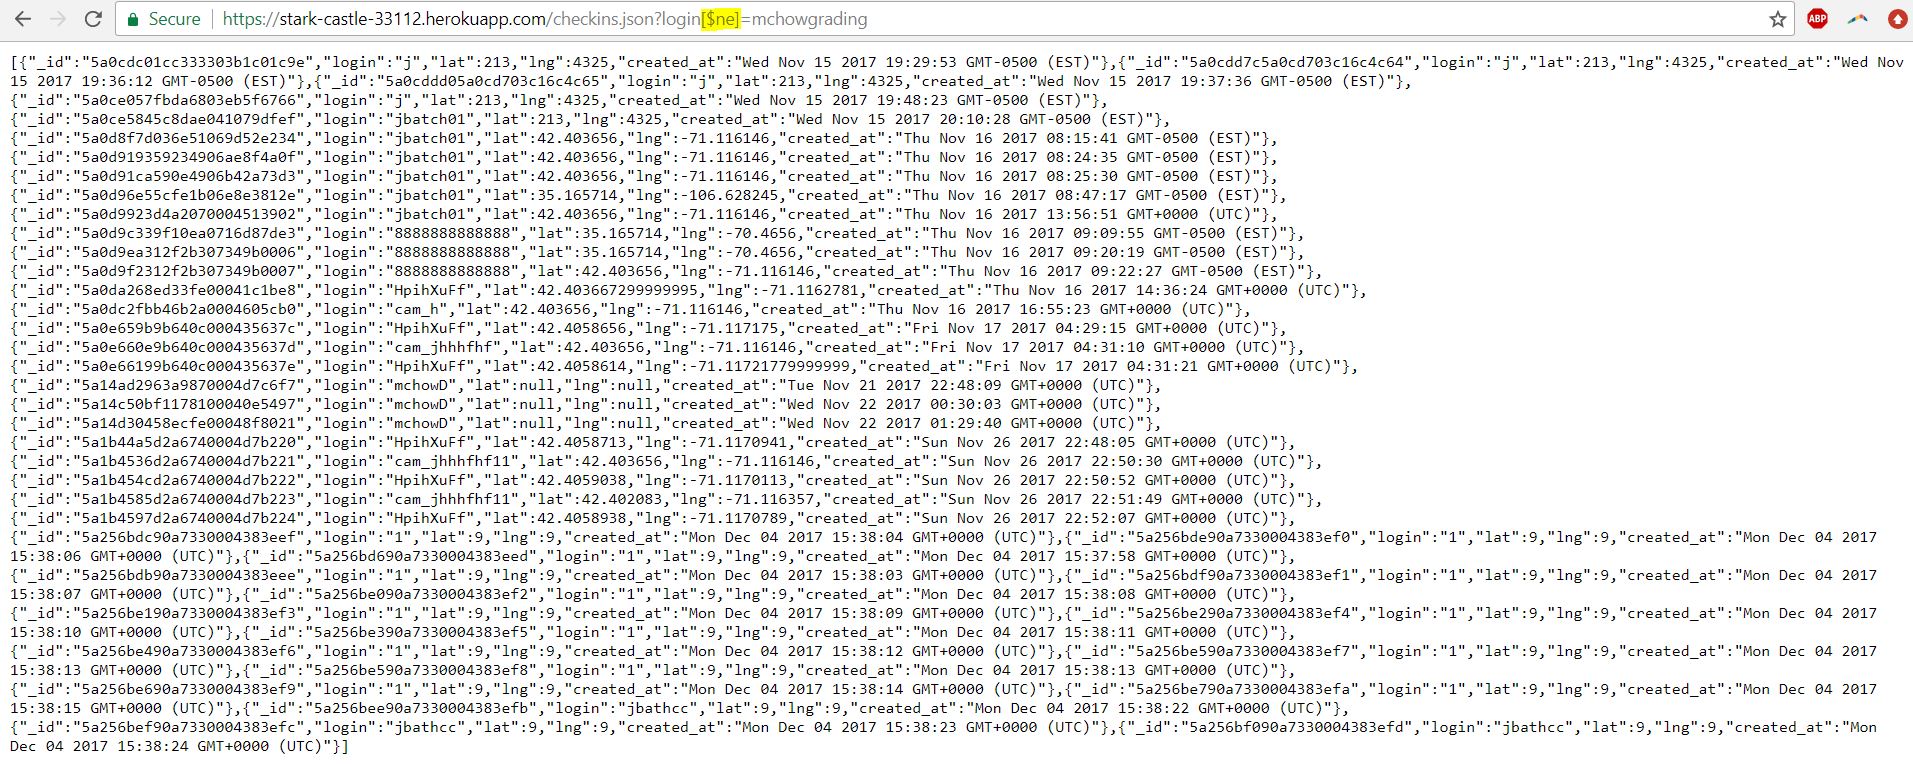 Secure https://stark-castle-33112.herokuapp.com/checkins.json?login[$ne]=mchowgrading ABP
[{"_id":"5a0cdc01cc333303b1c01c9e","login":"j","lat":213,"lng":4325,"created_at":"Wed Nov 15 2017 19:29:53 GMT-0500 (EST)"},{"_id":"5a0cdd7c5a0cd703c16c4c64","login":"j","lat":213,"lng":4325,"created_at":"Wed Nov
15 2017 19:36:12 GMT-0500 (EST)"},{"_id":"5a0cddd05a0cd703c16c4c65","login":"j","lat":213,"lng":4325,"created_at":"Wed Nov 15 2017 19:37:36 GMT-0500 (EST)"},
{"_id":"5a0ce057fbda6803eb5f6766","login":"j","lat":213,"lng":4325,"created_at":"Wed Nov 15 2017 19:48:23 GMT-0500 (EST)"},
{"_id":"5a0ce5845c8dae041079dfef","login":"jbatch01","lat":213,"lng":4325,"created_at":"Wed Nov 15 2017 20:10:28 GMT-0500 (EST)"},
{"_id":"5a0d8f7d036e51069d52e234","login":"jbatch01","lat":42.403656,"lng":-71.116146,"created_at":"Thu Nov 16 2017 08:15:41 GMT-0500 (EST)"},
{"_id":"5a0d919359234906ae8f4a0f","login":"jbatch01","lat":42.403656,"lng":-71.116146,"created_at":"Thu Nov 16 2017 08:24:35 GMT-0500 (EST)"},
{"_id":"5a0d91ca590e4906b42a73d3","login":"jbatch01","lat":42.403656,"lng":-71.116146,"created_at":"Thu Nov 16 2017 08:25:30 GMT-0500 (EST)"},
{"_id":"5a0d96e55cfe1b06e8e3812e","login":"jbatch01","lat":35.165714,"lng":-106.628245,"created_at":"Thu Nov 16 2017 08:47:17 GMT-0500 (EST)"},
{"_id":"5a0d9923d4a2070004513902","login":"jbatch01","lat":42.403656,"lng":-71.116146,"created_at":"Thu Nov 16 2017 13:56:51 GMT+0000 (UTC)"},
{"_id":"5a0d9c339f10ea0716d87de3","login":"8888888888888","lat":35.165714,"lng":-70.4656,"created_at":"Thu Nov 16 2017 09:09:55 GMT-0500 (EST)"},
{"_id":"5a0d9ea312f2b307349b0006","login":"8888888888888","lat":35.165714,"lng":-70.4656,"created_at":"Thu Nov 16 2017 09:20:19 GMT-0500 (EST)"},
{"_id":"5a0d9f2312f2b307349b0007","login":"8888888888888","lat":42.403656,"lng":-71.116146,"created_at":"Thu Nov 16 2017 09:22:27 GMT-0500 (EST)"},
{"_id":"5a0da268ed33fe00041c1be8","login":"HpihXuFf","lat":42.403667299999995,"lng":-71.1162781,"created_at":"Thu Nov 16 2017 14:36:24 GMT+0000 (UTC)"},
{"_id":"5a0dc2fbb46b2a0004605cb0","login":"cam_h","lat":42.403656,"lng":-71.116146,"created_at":"Thu Nov 16 2017 16:55:23 GMT+0000 (UTC)"},
{"_id":"5a0e659b9b640c000435637c","login":"HpihXuFf","lat":42.4058656,"lng":-71.117175,"created_at":"Fri Nov 17 2017 04:29:15 GMT+0000 (UTC)"},
{"_id":"5a0e660e9b640c000435637d","login":"cam_jhhhfhf","lat":42.403656,"lng":-71.116146,"created_at":"Fri Nov 17 2017 04:31:10 GMT+0000 (UTC)"},
{"_id":"5a0e66199b640c000435637e","login":"HpihXuFf","lat":42.4058614,"lng":-71.11721779999999,"created_at":"Fri Nov 17 2017 04:31:21 GMT+0000 (UTC)"},
{"_id":"5a14ad2963a9870004d7c6f7","login":"mchowD","lat":null,"lng":null,"created_at":"Tue Nov 21 2017 22:48:09 GMT+0000 (UTC)"},
{"_id":"5a14c50bf1178100040e5497","login":"mchowD","lat":null,"lng":null,"created_at":"Wed Nov 22 2017 00:30:03 GMT+0000 (UTC)"},
{"_id":"5a14d30458ecfe00048f8021","login":"mchowD","lat":null,"lng":null,"created_at":"Wed Nov 22 2017 01:29:40 GMT+0000 (UTC)"},
{"_id":"5a1b44a5d2a6740004d7b220","login":"HpihXuFf","lat":42.4058713,"lng":-71.1170941,"created_at":"Sun Nov 26 2017 22:48:05 GMT+0000 (UTC)"},
{"_id":"5a1b4536d2a6740004d7b221","login":"cam_jhhhfhf11","lat":42.403656,"lng":-71.116146,"created_at":"Sun Nov 26 2017 22:50:30 GMT+0000 (UTC)"},
{"_id":"5a1b454cd2a6740004d7b222","login":"HpihXuFf","lat":42.4059038,"lng":-71.1170113,"created_at":"Sun Nov 26 2017 22:50:52 GMT+0000 (UTC)"},
{"_id":"5a1b4585d2a6740004d7b223","login":"cam_jhhhfhf11","lat":42.402083,"lng":-71.116357,"created_at":"Sun Nov 26 2017 22:51:49 GMT+0000 (UTC)"},
{"_id":"5a1b4597d2a6740004d7b224","login":"HpihXuFf","lat":42.4058938,"lng":-71.1170789,"created_at":"Sun Nov 26 2017 22:52:07 GMT+0000 (UTC)"},
{"_id":"5a256bdc90a7330004383eef","login":"1","lat":9,"lng":9,"created_at":"Mon Dec 04 2017 15:38:04 GMT+0000 (UTC)"},{"_id":"5a256bde90a7330004383ef0","login":"1","lat":9,"lng":9,"created_at":"Mon Dec 04 2017
15:38:06 GMT+0000 (UTC)"},{"_id":"5a256bd690a7330004383eed","login":"1","lat":9,"lng":9,"created_at":"Mon Dec 04 2017 15:37:58 GMT+0000 (UTC)"},
{"_id":"5a256bdb90a7330004383eee","login":"1","lat":9,"lng":9,"created_at":"Mon Dec 04 2017 15:38:03 GMT+0000 (UTC)"},{"_id":"5a256bdf90a7330004383ef1","login":"1","lat":9,"lng":9,"created_at":"Mon Dec 04 2017
15:38:07 GMT+0000 (UTC)"},{"_id":"5a256be090a7330004383ef2","login":"1","lat":9,"lng":9,"created_at":"Mon Dec 04 2017 15:38:08 GMT+0000 (UTC)"},
{"_id":"5a256be190a7330004383ef3","login":"1","lat":9,"lng":9,"created_at":"Mon Dec 04 2017 15:38:09 GMT+0000 (UTC)"},{"_id":"5a256be290a7330004383ef4","login":"1","lat":9,"lng":9,"created_at":"Mon Dec 04 2017
15:38:10 GMT+0000 (UTC)"},{"_id":"5a256be390a7330004383ef5","login":"1","lat":9,"lng":9,"created_at":"Mon Dec 04 2017 15:38:11 GMT+0000 (UTC)"},
{"_id":"5a256be490a7330004383ef6","login":"1","lat":9,"lng":9,"created_at":"Mon Dec 04 2017 15:38:12 GMT+0000 (UTC)"},{"_id":"5a256be590a7330004383ef7","login":"1","lat":9,"lng":9,"created_at":"Mon Dec 04 2017
15:38:13 GMT+0000 (UTC)"},{"_id":"5a256be590a7330004383ef8","login":"1","lat":9,"lng":9,"created_at":"Mon Dec 04 2017 15:38:13 GMT+0000 (UTC)"},
{"_id":"5a256be690a7330004383ef9","login":"1","lat":9,"lng":9,"created_at":"Mon Dec 04 2017 15:38:14 GMT+0000 (UTC)"},{"_id":"5a256be790a7330004383efa","login":"1","lat":9,"lng":9,"created_at":"Mon Dec 04 2017
15:38:15 GMT+0000 (UTC)"},{"_id":"5a256bee90a7330004383efb","login":"jbathcc","lat":9,"lng":9,"created_at":"Mon Dec 04 2017 15:38:22 GMT+0000 (UTC)"},
{"_id":"5a256bef90a7330004383efc","login":"jbathcc","lat":9,"lng":9,"created_at":"Mon Dec 04 2017 15:38:23 GMT+0000 (UTC)"},{"_id":"5a256bf090a7330004383efd","login":"jbathcc","lat":9,"lng":9,"created_at":"Mon
Dec 04 2017 15:38:24 GMT+0000 (UTC)"}]